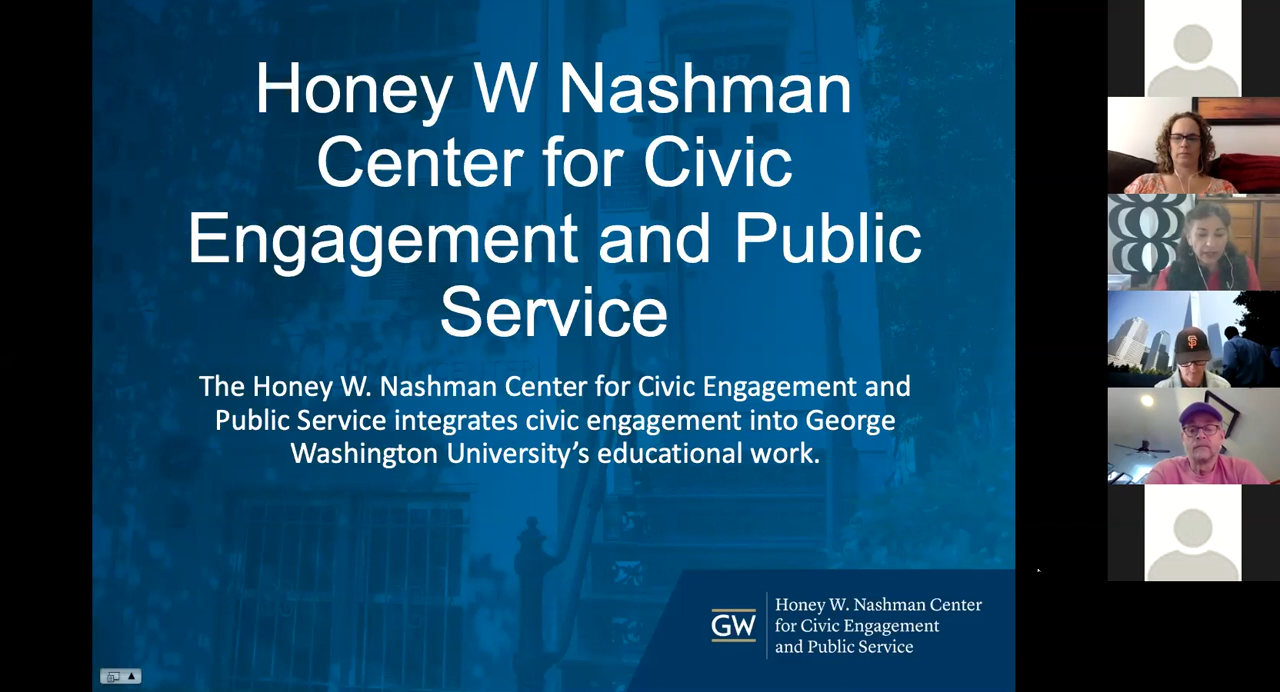 Honey W Nashman
Center for Civic
Engagement and Public
Service
The Honey W. Nashman Center for Civic Engagement and
Public Service integrates civic engagement into George
Washington University’s educational work.
GW
Honey W. Nashman Center
for Civic Engagement
and Public Service
837
SF